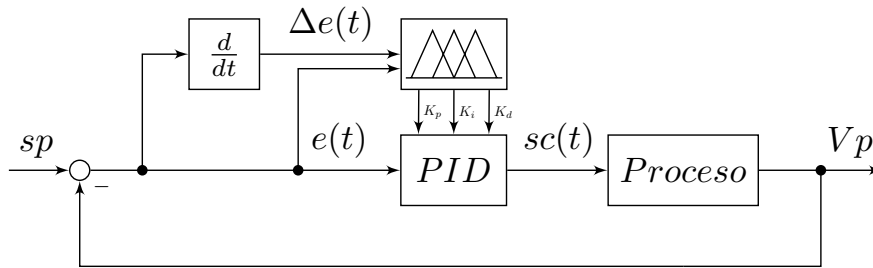 d
dt
Δe(t)
K_p K_i K_d
sp
e(t)
sc(t)
Vp
−
PID
Proceso